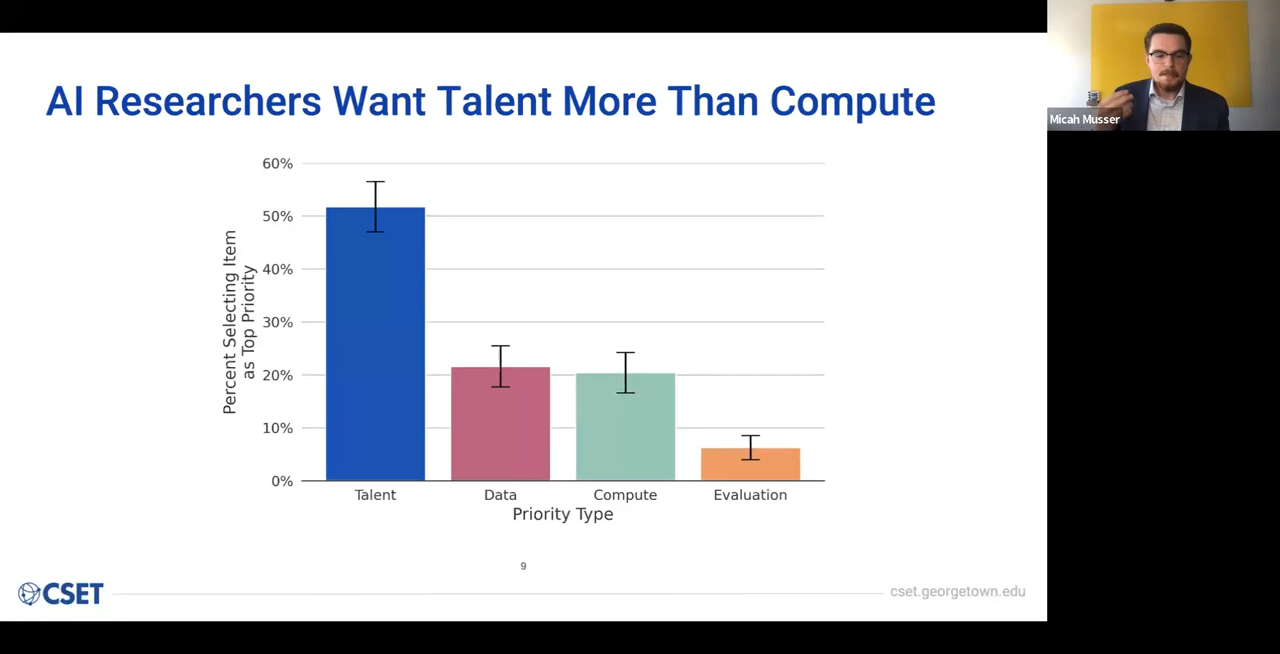 AI Researchers Want Talent More Than Compute
Micah Musser
60%
50%
40%
30%
20%
10%
0%
Percent Selecting Item
as Top Priority
Talent
Data
Compute
Evaluation
Priority Type
9
CSET
cset.georgetown.edu